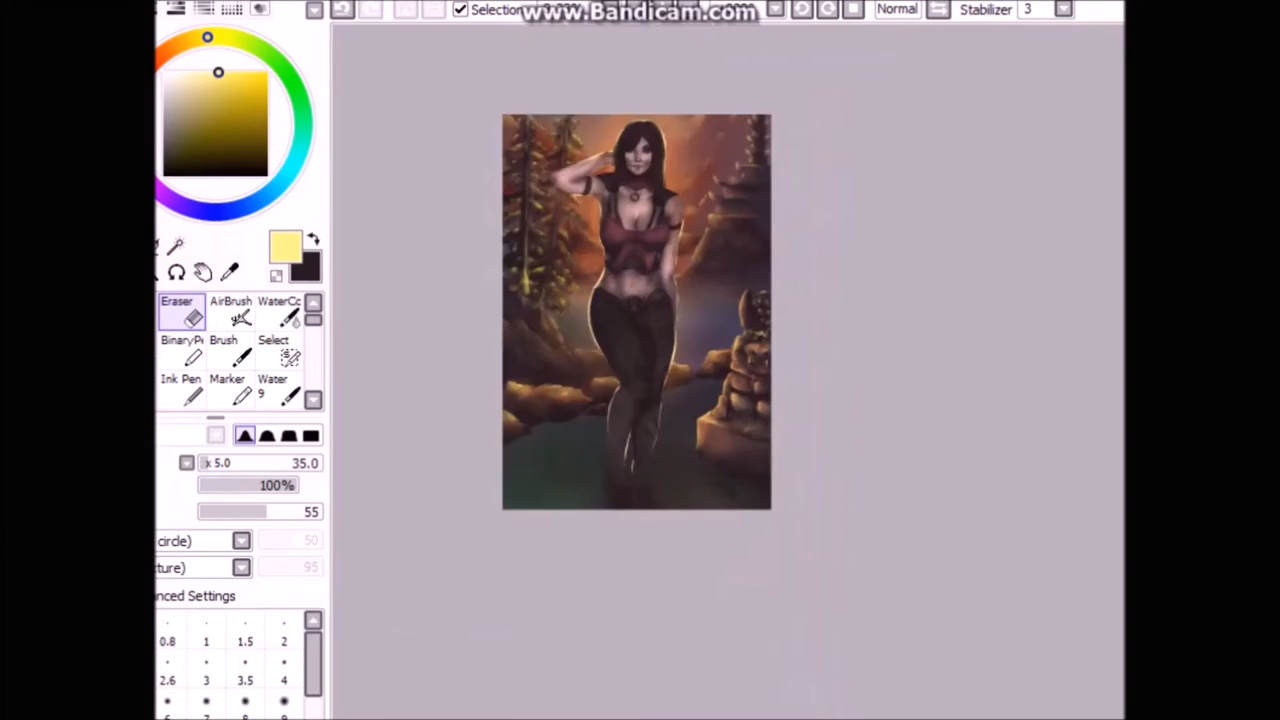 Selection
www.Bandicam.com
Normal
Stabilizer 3
Eraser AirBrush WaterCo
BinaryPe Brush Select
Ink Pen Marker Water
9
x 5.0 35.0
100%
55
circle) 50
ture) 95
nced Settings
0.8 1 1.5 2
2.6 3 3.5 4